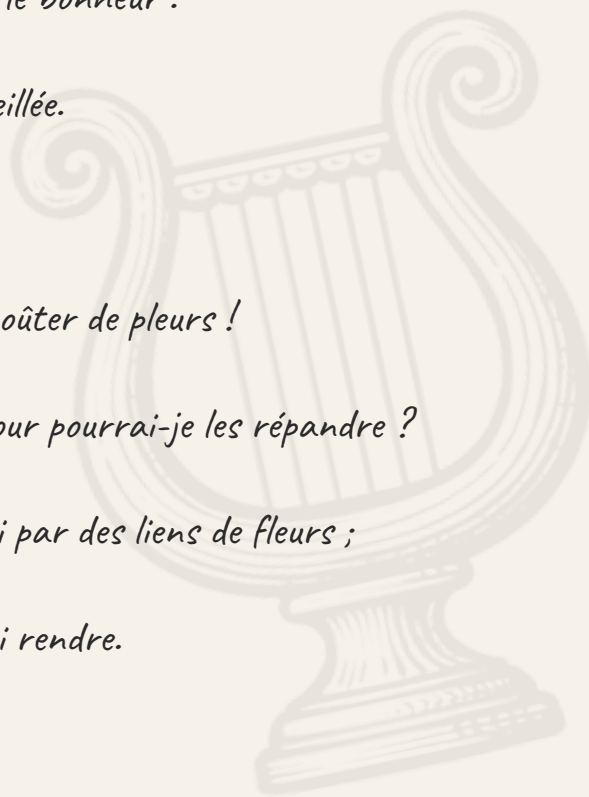 le bonheur !
eillée.
oûter de pleurs !
our pourrai-je les répandre ?
i par des liens de fleurs ;
i rendre.